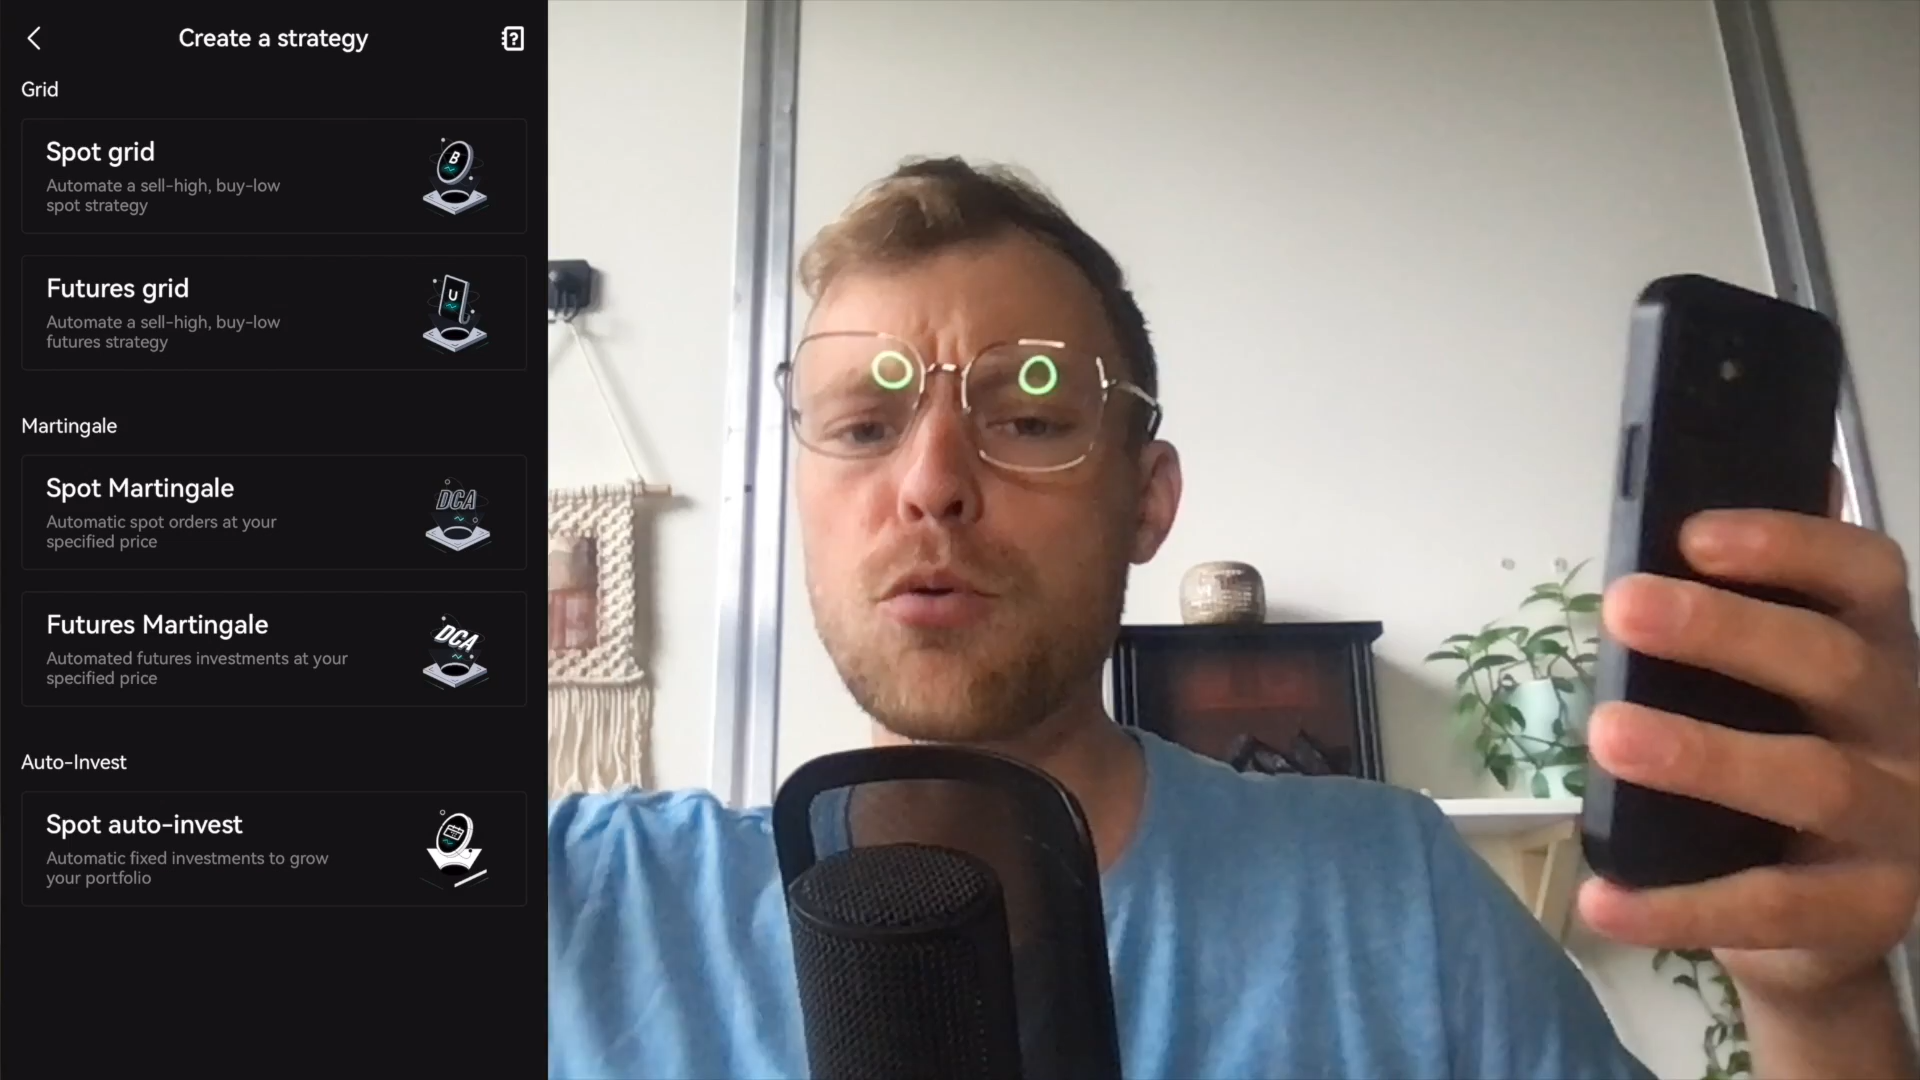 Create a strategy
Grid
Spot grid
Automate a sell-high, buy-low
spot strategy
B
Futures grid
Automate a sell-high, buy-low
futures strategy
U
Martingale
Spot Martingale
Automatic spot orders at your
specified price
DCA
Futures Martingale
Automated futures investments at your
specified price
DCA
Auto-Invest
Spot auto-invest
Automatic fixed investments to grow
your portfolio